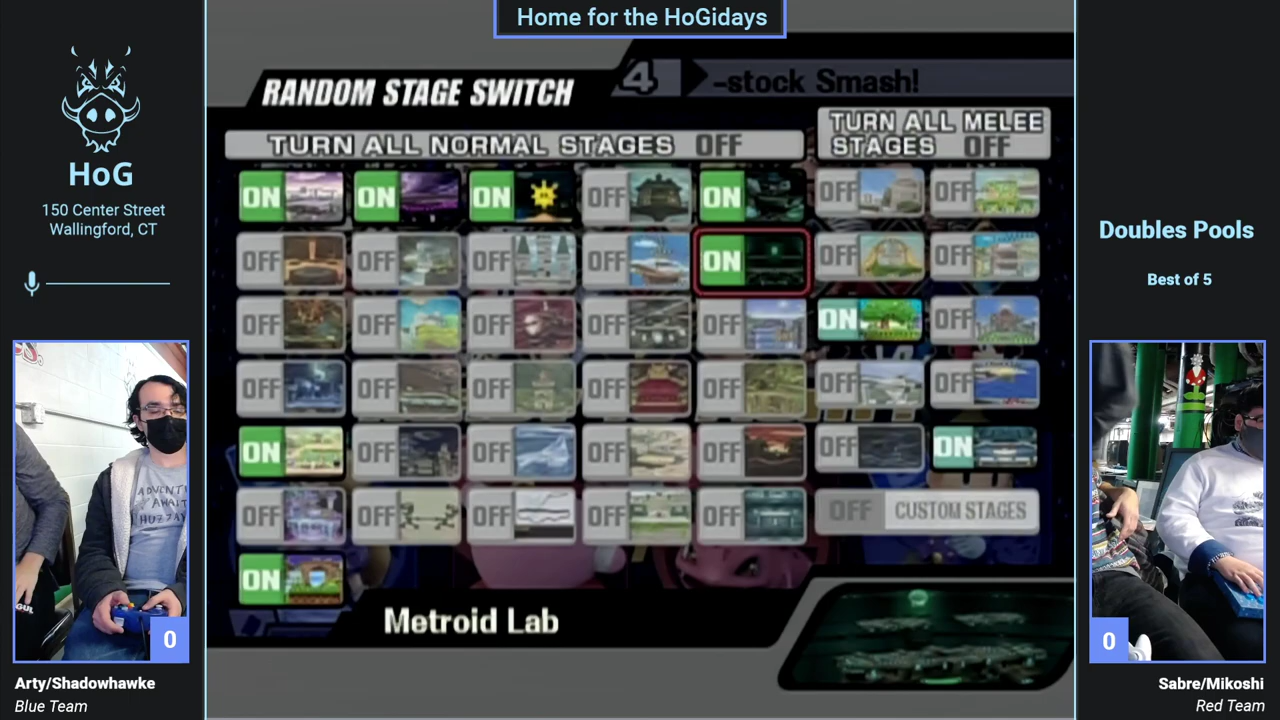 Home for the HoGidays
HoG
150 Center Street
Wallingford, CT
RANDOM STAGE SWITCH
4 -stock Smash!
TURN ALL NORMAL STAGES OFF
TURN ALL MELEE
STAGES OFF
ON ON ON OFF ON OFF OFF
OFF OFF OFF OFF ON OFF OFF
OFF OFF OFF OFF OFF ON OFF
OFF OFF OFF OFF OFF OFF OFF
ON OFF OFF OFF OFF OFF ON
OFF OFF OFF OFF OFF OFF CUSTOM STAGES
ON
Metroid Lab
Doubles Pools
Best of 5
ADVENTU
AWAIT
HUZZAY
0
Arty/Shadowhawke
Blue Team
0
Sabre/Mikoshi
Red Team